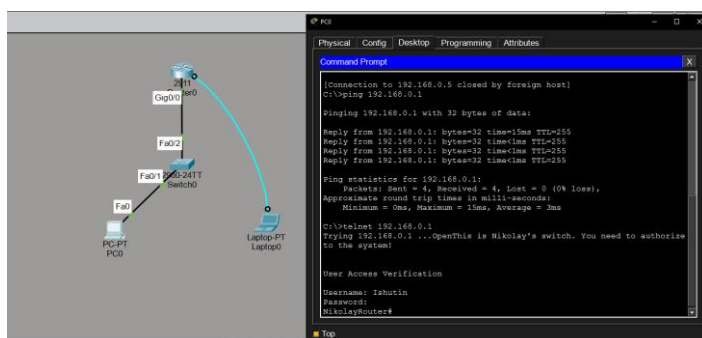 2911
Router0
Gig0/0
Fa0/2
Fa0/1
2960-24TT
Switch0
Fa0
PC-PT
PC0
Laptop-PT
Laptop0
PC0
Physical Config Desktop Programming Attributes
Command Prompt
X
[Connection to 192.168.0.5 closed by foreign host]
C:\>ping 192.168.0.1
Pinging 192.168.0.1 with 32 bytes of data:
Reply from 192.168.0.1: bytes=32 time=15ms TTL=255
Reply from 192.168.0.1: bytes=32 time<1ms TTL=255
Reply from 192.168.0.1: bytes=32 time<1ms TTL=255
Reply from 192.168.0.1: bytes=32 time<1ms TTL=255
Ping statistics for 192.168.0.1:
Packets: Sent = 4, Received = 4, Lost = 0 (0% loss),
Approximate round trip times in milli-seconds:
Minimum = 0ms, Maximum = 15ms, Average = 3ms
C:\>telnet 192.168.0.1
Trying 192.168.0.1 ...OpenThis is Nikolay's switch. You need to authorize
to the system!
User Access Verification
Username: Ishutin
Password:
NikolayRouter#
Top